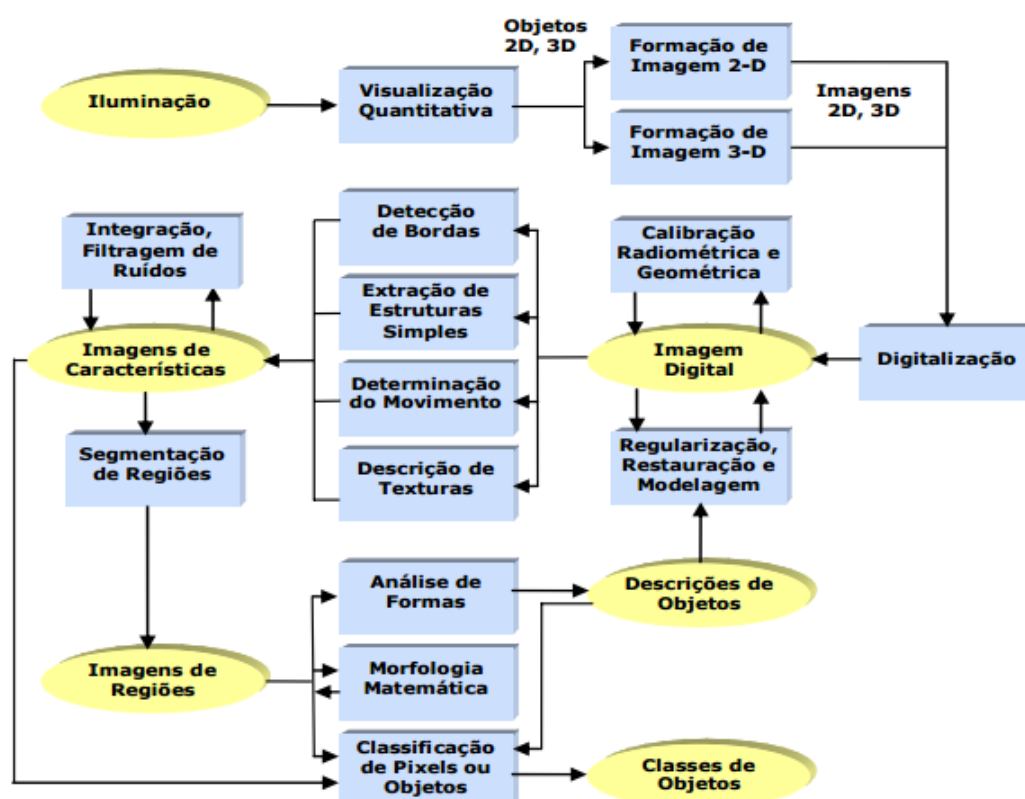 Objetos
2D, 3D
Formação de
Imagem 2-D
Iluminação
Visualização
Quantitativa
Imagens
2D, 3D
Formação de
Imagem 3-D
Integração,
Filtragem de
Ruídos
Detecção
de Bordas
Calibração
Radiométrica e
Geométrica
Extração de
Estruturas
Simples
Imagens de
Características
Imagem
Digital
Digitalização
Determinação
do Movimento
Segmentação
de Regiões
Regularização,
Restauração e
Modelagem
Descrição de
Texturas
Análise de
Formas
Descrições de
Objetos
Imagens de
Regiões
Morfologia
Matemática
Classificação
de Pixels ou
Objetos
Classes de
Objetos